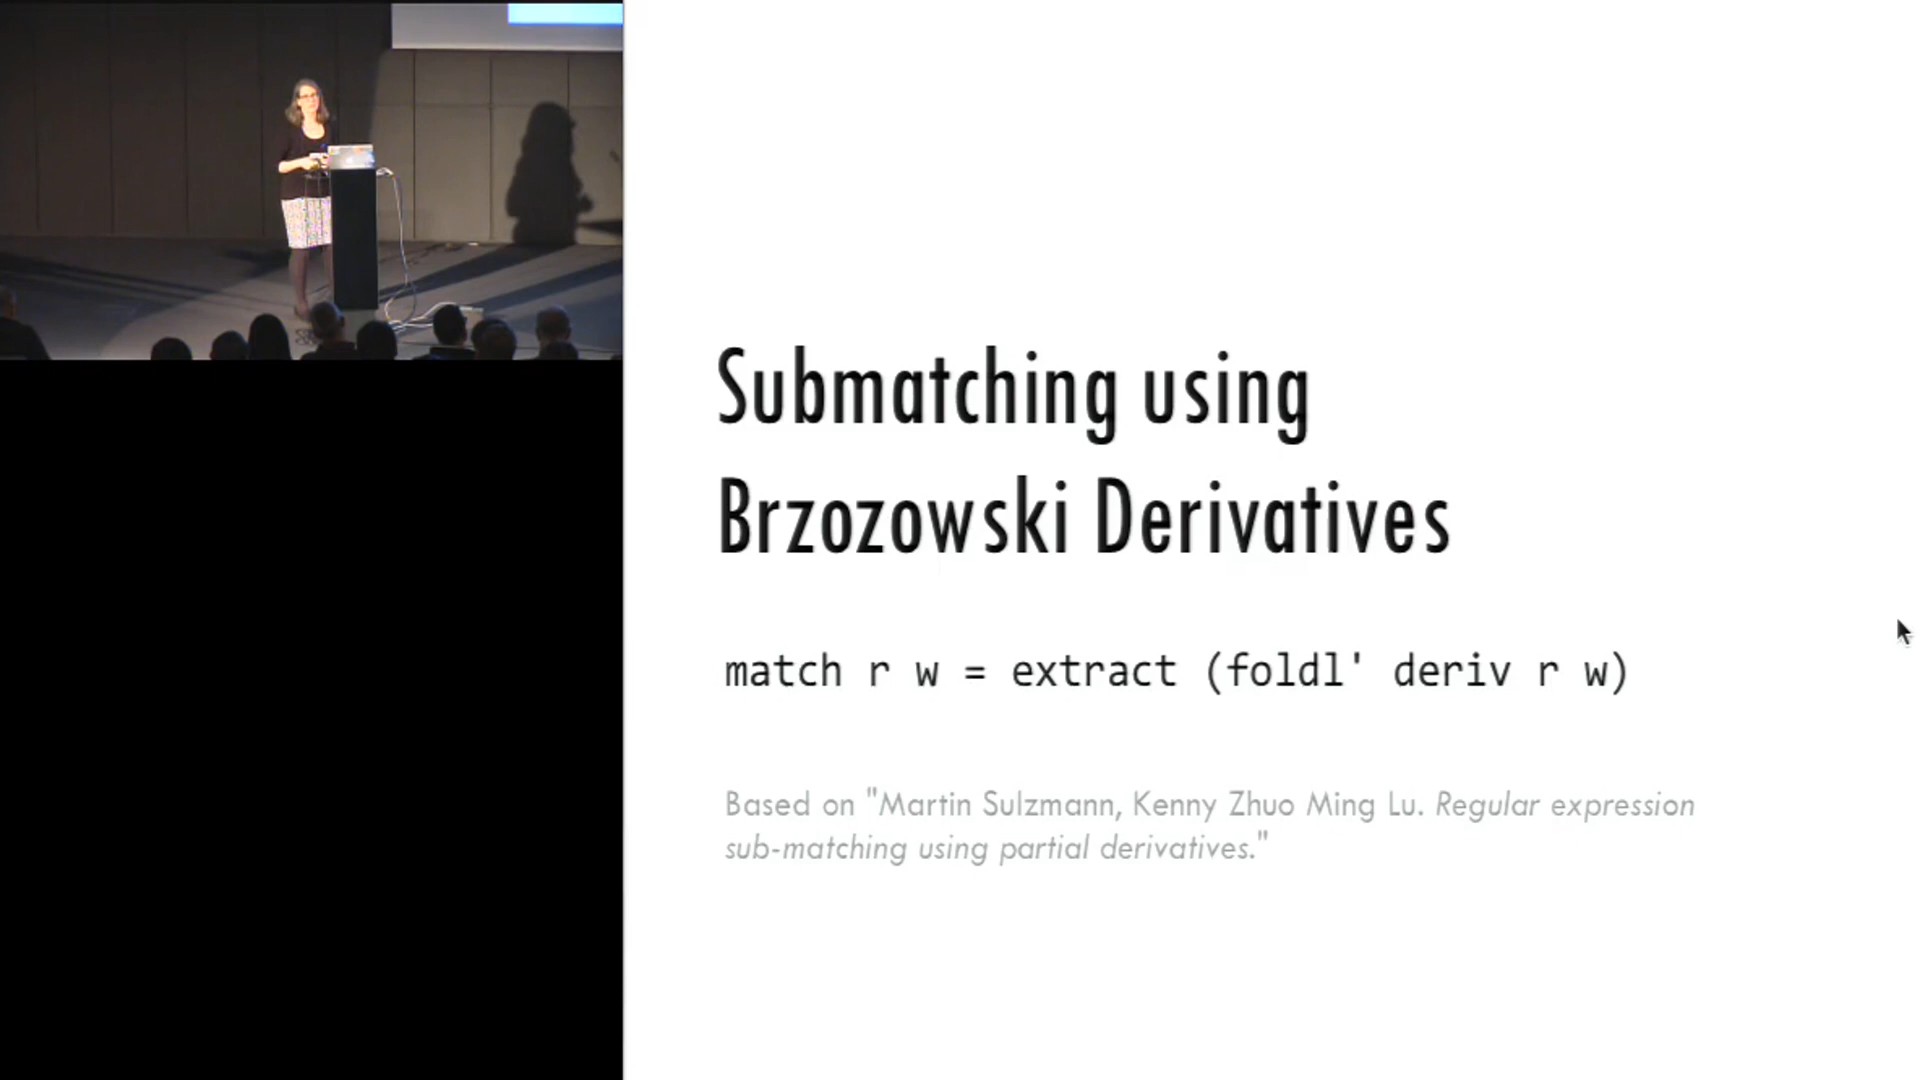 Submatching using
Brzozowski Derivatives
match r w = extract (foldl' deriv r w)
Based on "Martin Sulzmann, Kenny Zhuo Ming Lu. Regular expression
sub-matching using partial derivatives."